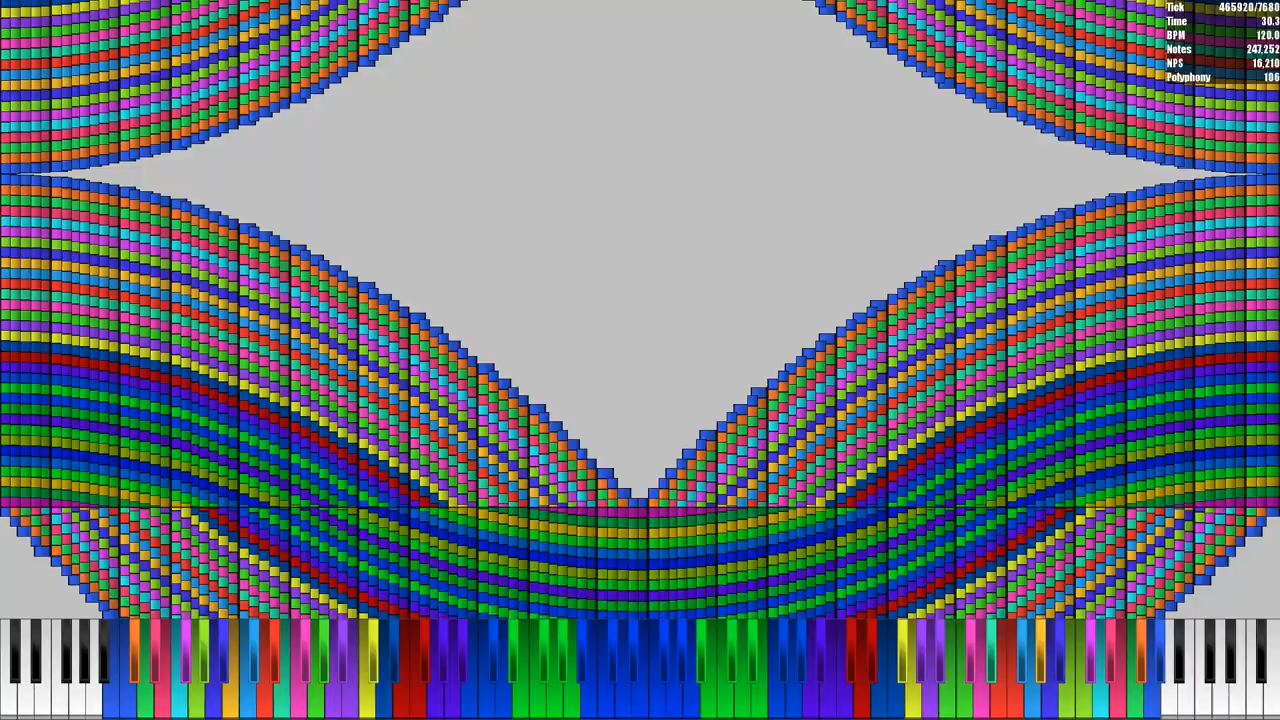 Tick 465920/7680
Time 30.3
BPM 120.0
Notes 247,252
NPS 16,210
Polyphony 106